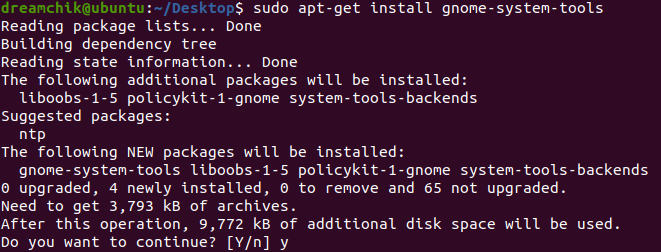 dreamchik@ubuntu:~/Desktop$ sudo apt-get install gnome-system-tools
Reading package lists... Done
Building dependency tree
Reading state information... Done
The following additional packages will be installed:
  liboobs-1-5 policykit-1-gnome system-tools-backends
Suggested packages:
  ntp
The following NEW packages will be installed:
  gnome-system-tools liboobs-1-5 policykit-1-gnome system-tools-backends
0 upgraded, 4 newly installed, 0 to remove and 65 not upgraded.
Need to get 3,793 kB of archives.
After this operation, 9,772 kB of additional disk space will be used.
Do you want to continue? [Y/n] y